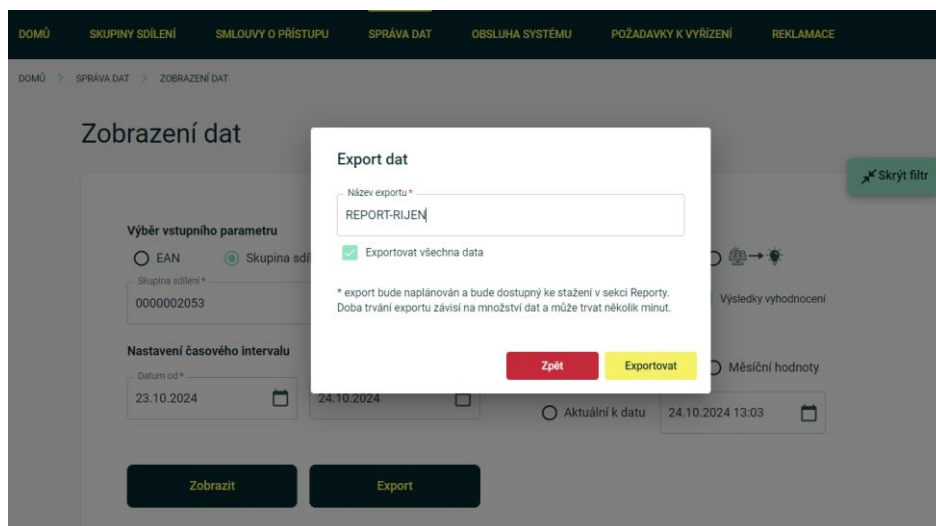 DOMŮ SKUPINY SDÍLENÍ SMLOUVY O PŘÍSTUPU SPRÁVA DAT OBSLUHA SYSTÉMU POŽADAVKY K VYŘÍZENÍ REKLAMACE
DOMŮ > SPRÁVA DAT > ZOBRAZENÍ DAT
Zobrazení dat
Skrýt filtr
Export dat
Název exportu *
REPORT-RIJEN
Exportovat všechna data
* export bude naplánován a bude dostupný ke stažení v sekci Reporty.
Doba trvání exportu závisí na množství dat a může trvat několik minut.
Zpět Exportovat
Výběr vstupního parametru
EAN Skupina sdíl
Skupina sdílení *
0000002053
Výsledky vyhodnocení
Nastavení časového intervalu
Měsíční hodnoty
Datum od *
23.10.2024 24.10.2024
Aktuální k datu 24.10.2024 13:03
Zobrazit Export